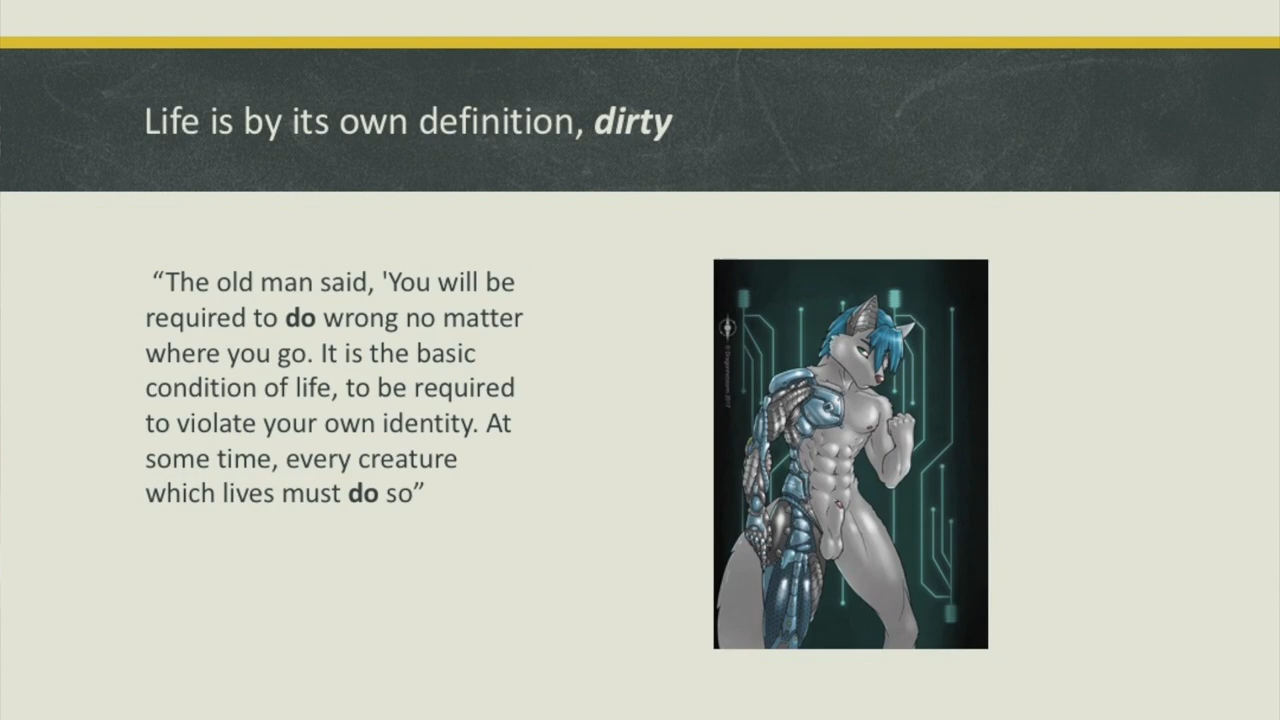 Life is by its own definition, dirty
“The old man said, 'You will be
required to do wrong no matter
where you go. It is the basic
condition of life, to be required
to violate your own identity. At
some time, every creature
which lives must do so”